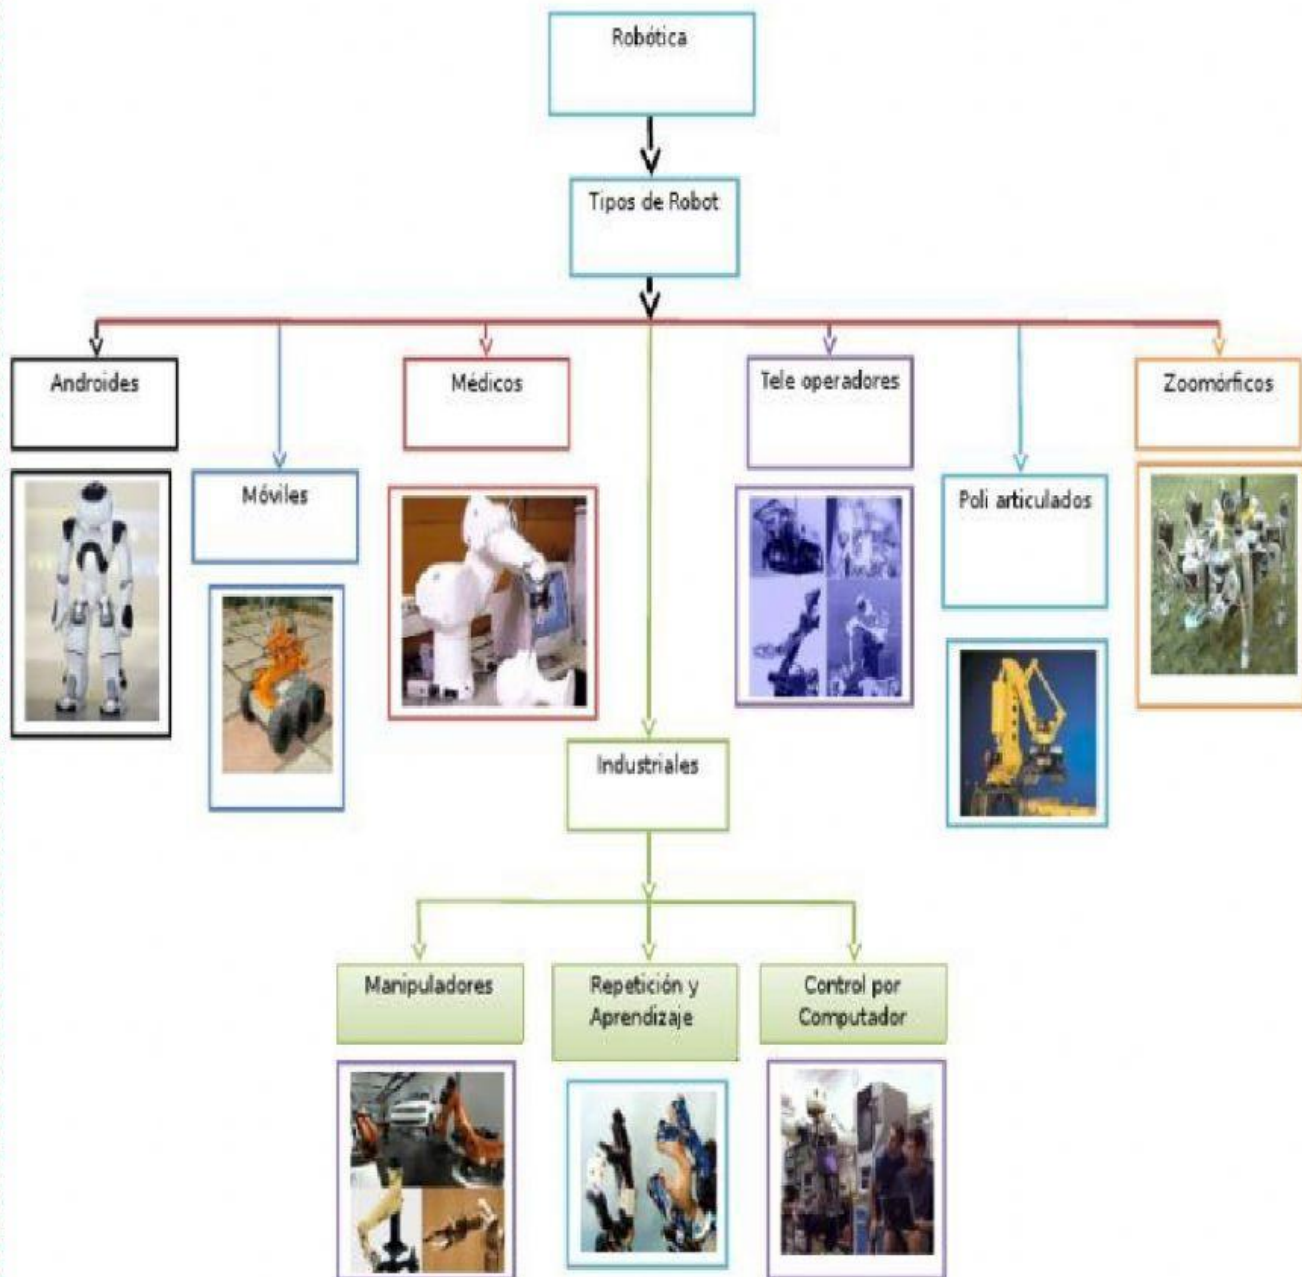 Robótica
Tipos de Robot
Androides
Médicos
Tele operadores
Zoomórficos
Móviles
Poli articulados
Industriales
Manipuladores
Repetición y
Aprendizaje
Control por
Computador